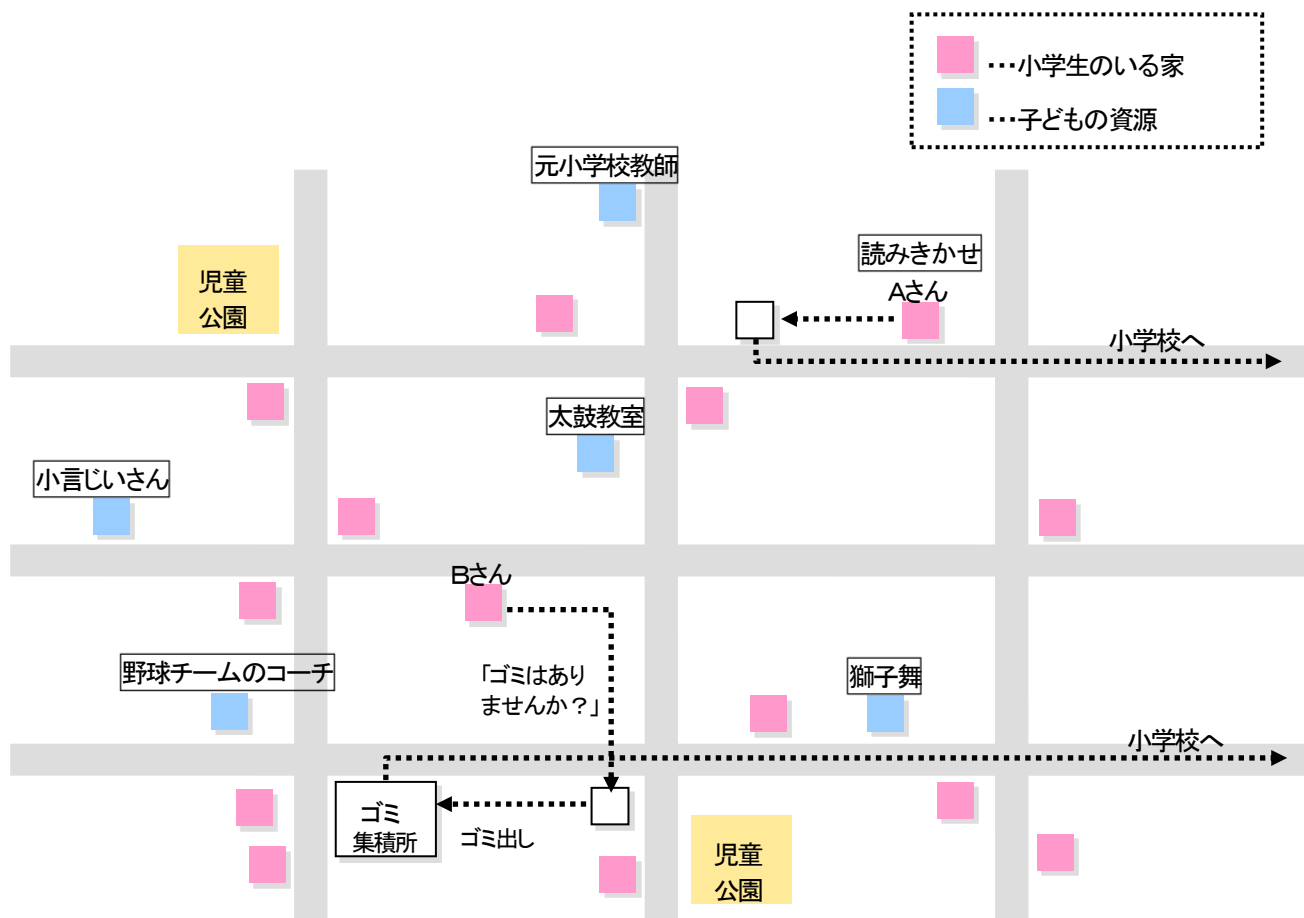 …小学生のいる家
…子どもの資源
元小学校教師
読みきかせ
Aさん
児童
公園
小学校へ
太鼓教室
小言じいさん
Bさん
野球チームのコーチ
「ゴミはあり
ませんか？」
獅子舞
小学校へ
ゴミ
集積所
ゴミ出し
児童
公園